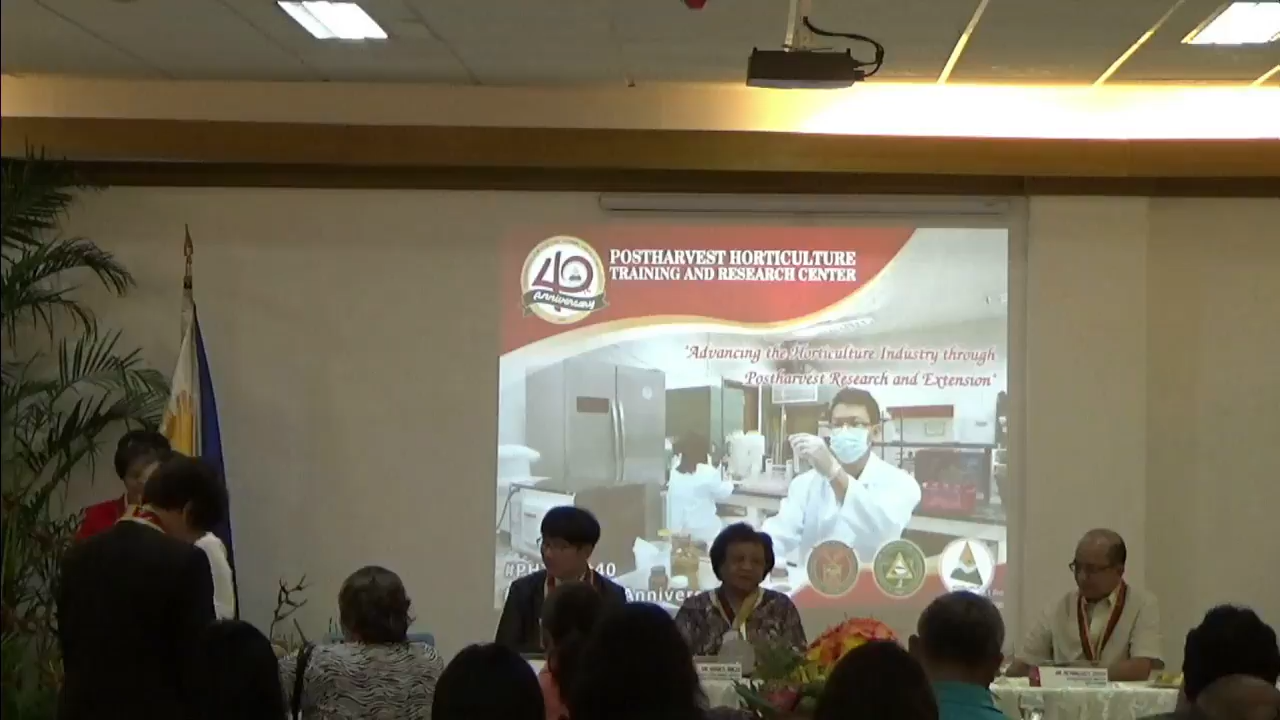 40
Anniversary
POSTHARVEST HORTICULTURE
TRAINING AND RESEARCH CENTER
"Advancing the Horticulture Industry through
Postharvest Research and Extension"